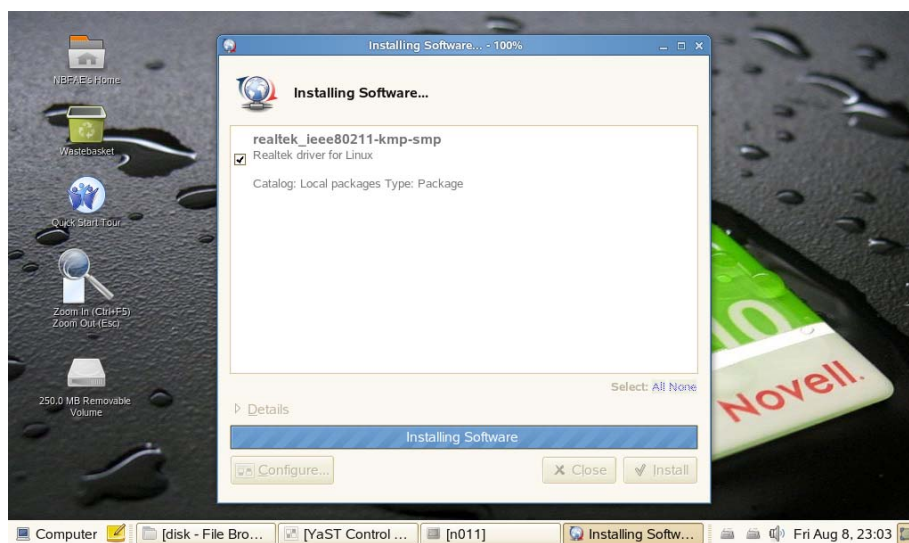 NBFAE's Home
Wastebasket
Quick Start Tour
Zoom In (Ctrl+F5)
Zoom Out (Esc)
250.0 MB Removable
Volume
Installing Software... - 100%
Installing Software...
realtek_ieee80211-kmp-smp
Realtek driver for Linux
Catalog: Local packages Type: Package
Select: All None
Details
Installing Software
Configure...
Close
Install
10
Novell.
Computer
[disk - File Bro...
[YaST Control ...
[n011]
Installing Softw...
Fri Aug 8, 23:03